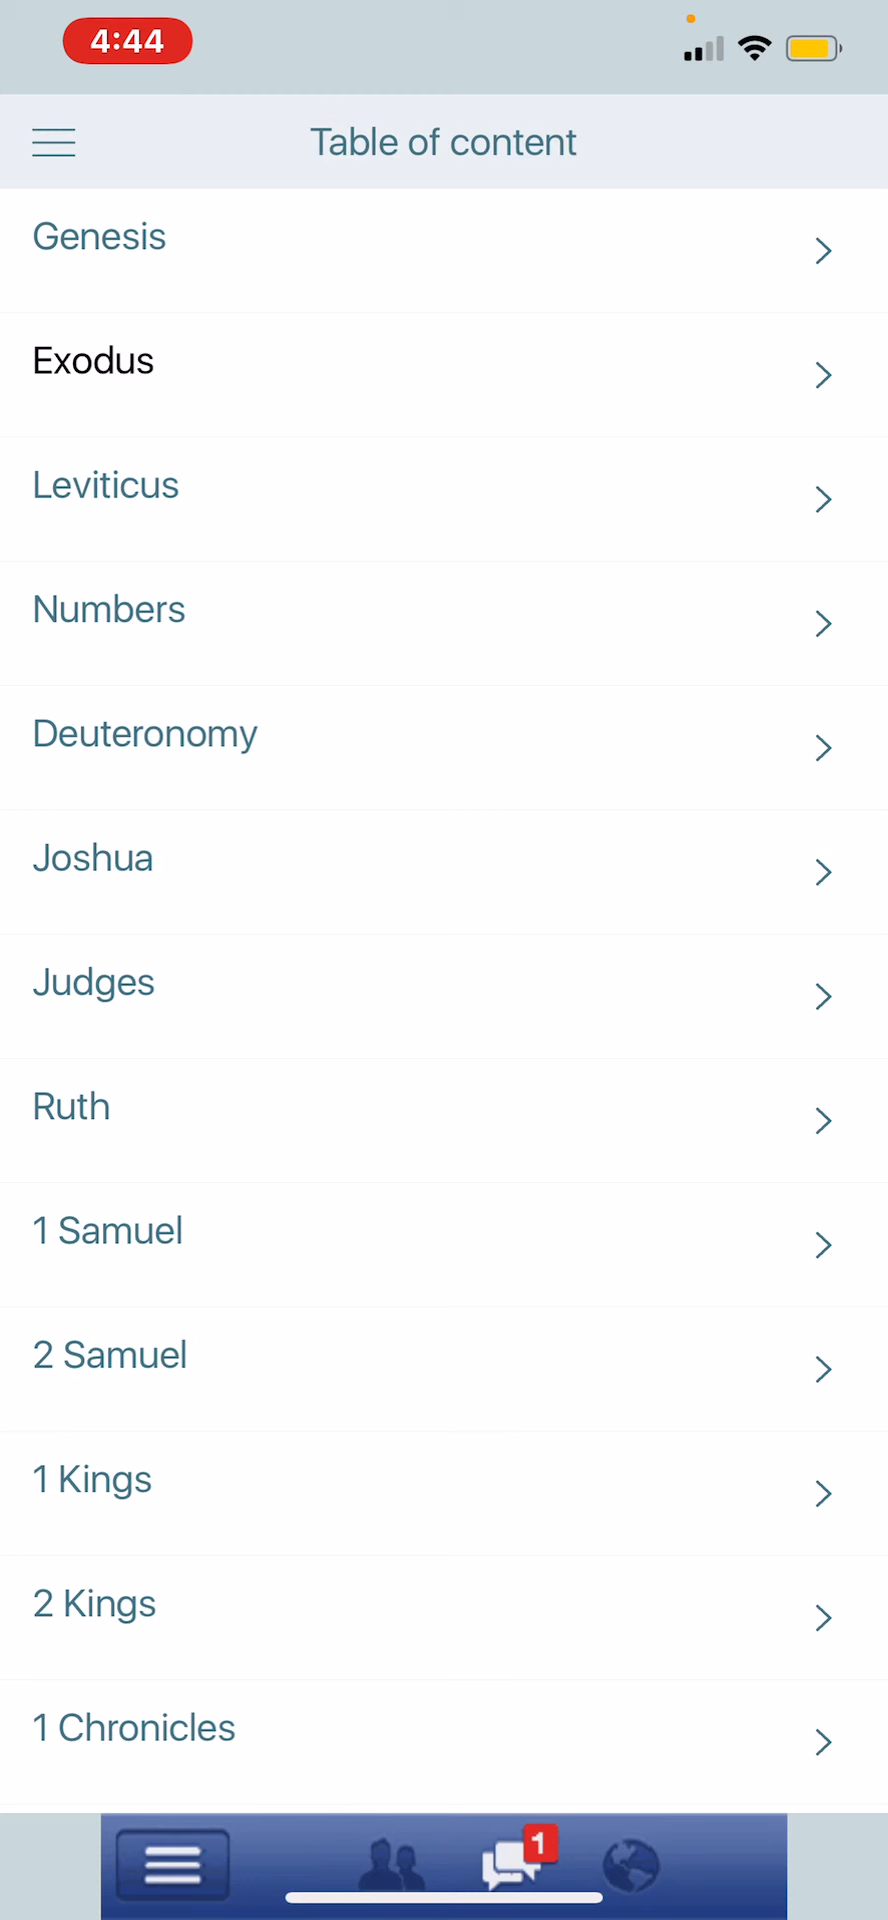 4:44
Table of content
Genesis
Exodus
Leviticus
Numbers
Deuteronomy
Joshua
Judges
Ruth
1 Samuel
2 Samuel
1 Kings
2 Kings
1 Chronicles
1